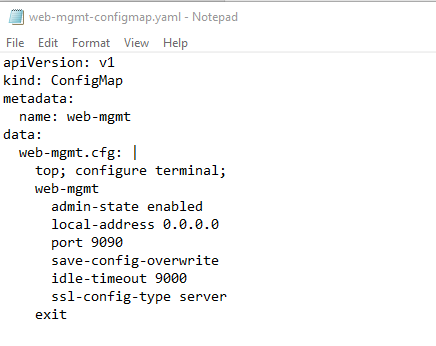 web-mgmt-configmap.yaml - Notepad
File Edit Format View Help
apiVersion: v1
kind: ConfigMap
metadata:
  name: web-mgmt
data:
  web-mgmt.cfg: |
    top; configure terminal;
    web-mgmt
      admin-state enabled
      local-address 0.0.0.0
      port 9090
      save-config-overwrite
      idle-timeout 9000
      ssl-config-type server
    exit